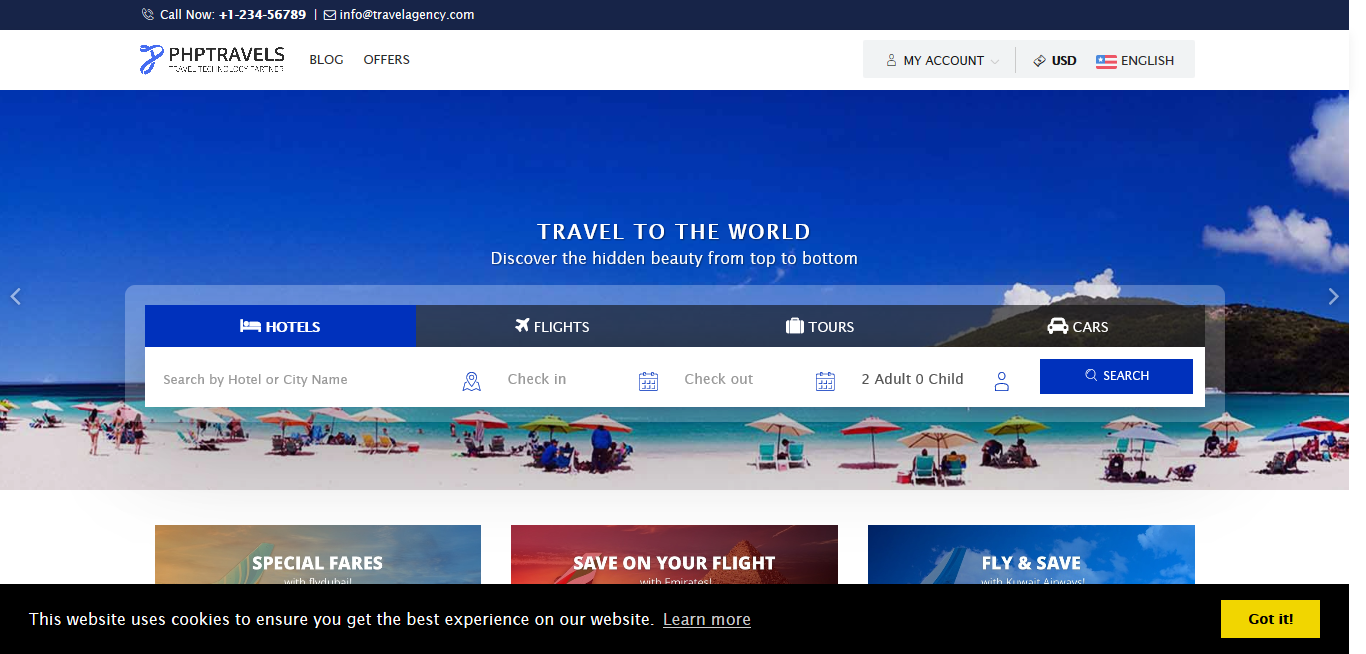 Call Now: +1-234-56789 | info@travelagency.com
PHPTRAVELS
TRAVEL TECHNOLOGY PARTNER
BLOG OFFERS
MY ACCOUNT USD ENGLISH
TRAVEL TO THE WORLD
Discover the hidden beauty from top to bottom
HOTELS FLIGHTS TOURS CARS
Search by Hotel or City Name Check in Check out 2 Adult 0 Child SEARCH
SPECIAL FARES
with flydubai!
SAVE ON YOUR FLIGHT
with Emirates!
FLY & SAVE
with Kuwait Airways!
This website uses cookies to ensure you get the best experience on our website. Learn more
Got it!